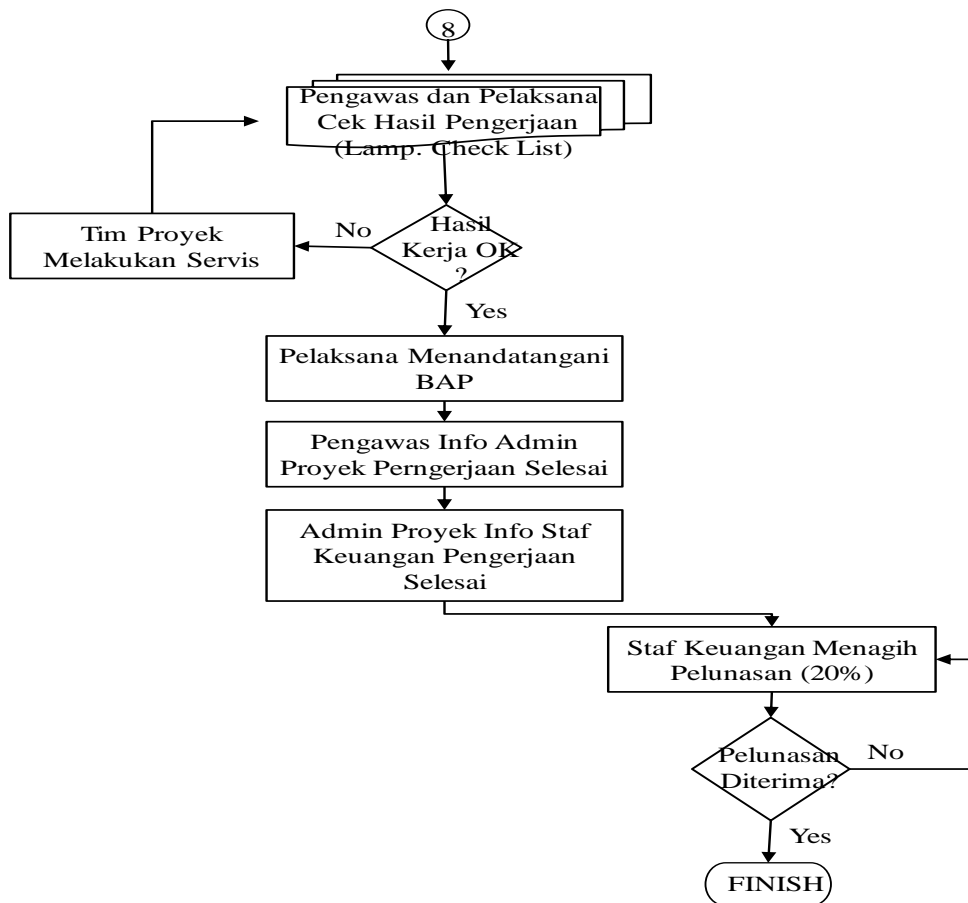 8
Pengawas dan Pelaksana
Cek Hasil Pengerjaan
(Lamp. Check List)
No
Hasil
Kerja OK
?
Tim Proyek
Melakukan Servis
Yes
Pelaksana Menandatangani
BAP
Pengawas Info Admin
Proyek Perngerjaan Selesai
Admin Proyek Info Staf
Keuangan Pengerjaan
Selesai
Staf Keuangan Menagih
Pelunasan (20%)
Pelunasan
Diterima?
No
Yes
FINISH